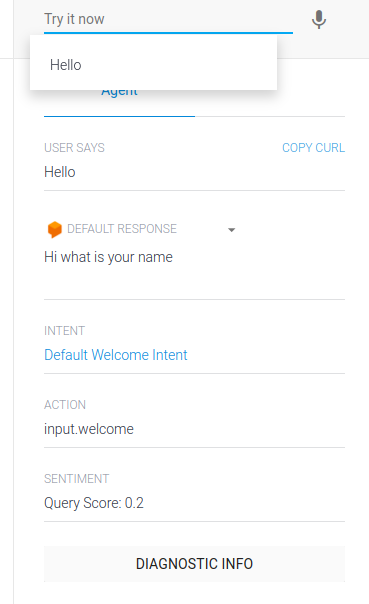 Try it now
Hello
Agent
USER SAYS
COPY CURL
Hello
DEFAULT RESPONSE
Hi what is your name
INTENT
Default Welcome Intent
ACTION
input.welcome
SENTIMENT
Query Score: 0.2
DIAGNOSTIC INFO